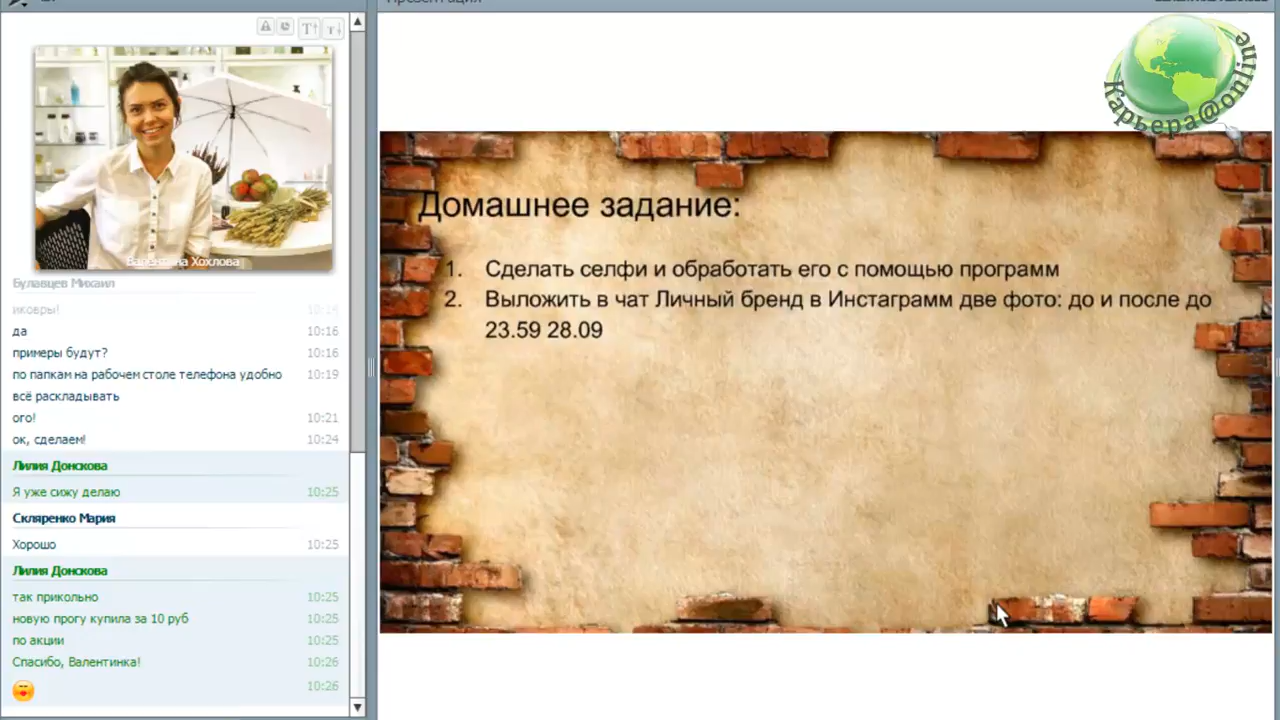 Презентация
Карьера@online
Валентина Хохлова
Булавцев Михаил
иковры! 10:14
да 10:16
примеры будут? 10:16
по папкам на рабочем столе телефона удобно 10:19
всё раскладывать
ого! 10:21
ок, сделаем! 10:24
Лилия Донскова
Я уже сижу делаю 10:25
Скляренко Мария
Хорошо 10:25
Лилия Донскова
так прикольно 10:25
новую прогу купила за 10 руб 10:25
по акции 10:25
Спасибо, Валентинка! 10:26
10:26
Домашнее задание:
1. Сделать селфи и обработать его с помощью программ
2. Выложить в чат Личный бренд в Инстаграмм две фото: до и после до
23.59 28.09